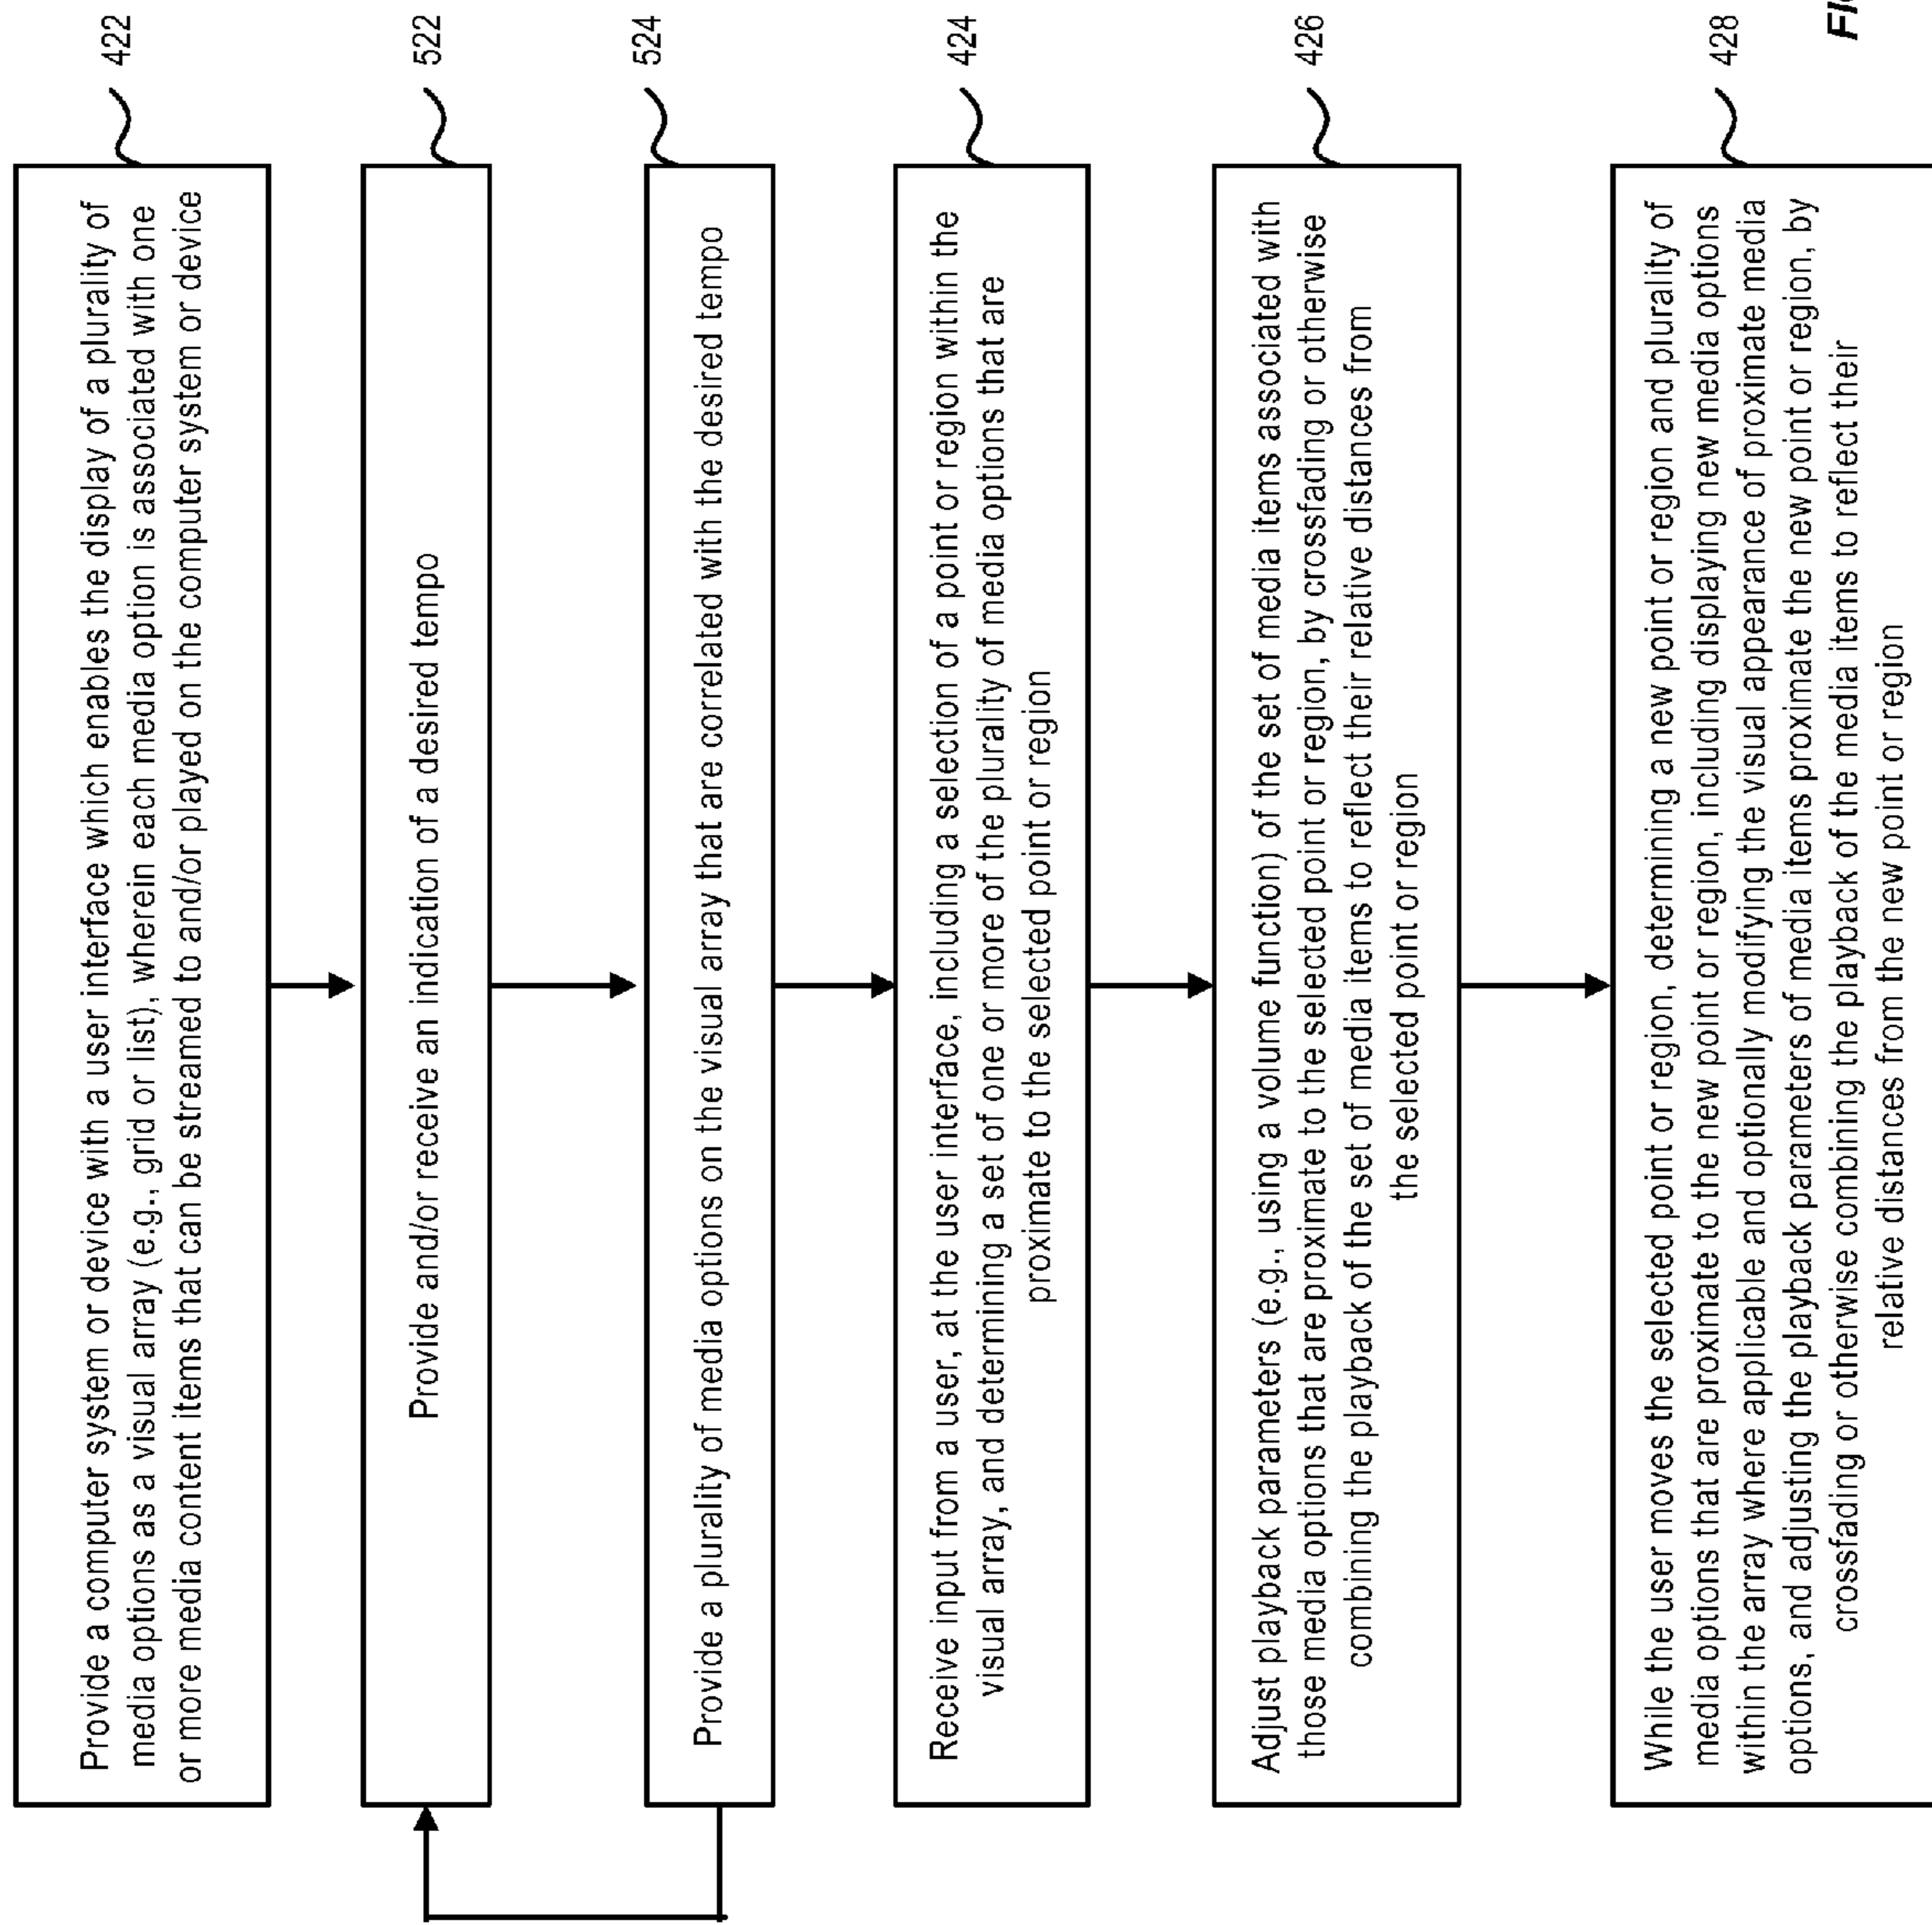 Provide a computer system or device with a user interface which enables the display of a plurality of
media options as a visual array (e.g., grid or list), wherein each media option is associated with one
or more media content items that can be streamed to and/or played on the computer system or device
422
Provide and/or receive an indication of a desired tempo
522
Provide a plurality of media options on the visual array that are correlated with the desired tempo
524
Receive input from a user, at the user interface, including a selection of a point or region within the
visual array, and determining a set of one or more of the plurality of media options that are
proximate to the selected point or region
424
Adjust playback parameters (e.g., using a volume function) of the set of media items associated with
those media options that are proximate to the selected point or region, by crossfading or otherwise
combining the playback of the set of media items to reflect their relative distances from
the selected point or region
426
While the user moves the selected point or region, determining a new point or region and plurality of
media options that are proximate to the new point or region, including displaying new media options
within the array where applicable and optionally modifying the visual appearance of proximate media
options, and adjusting the playback parameters of media items proximate the new point or region, by
crossfading or otherwise combining the playback of the media items to reflect their
relative distances from the new point or region
428